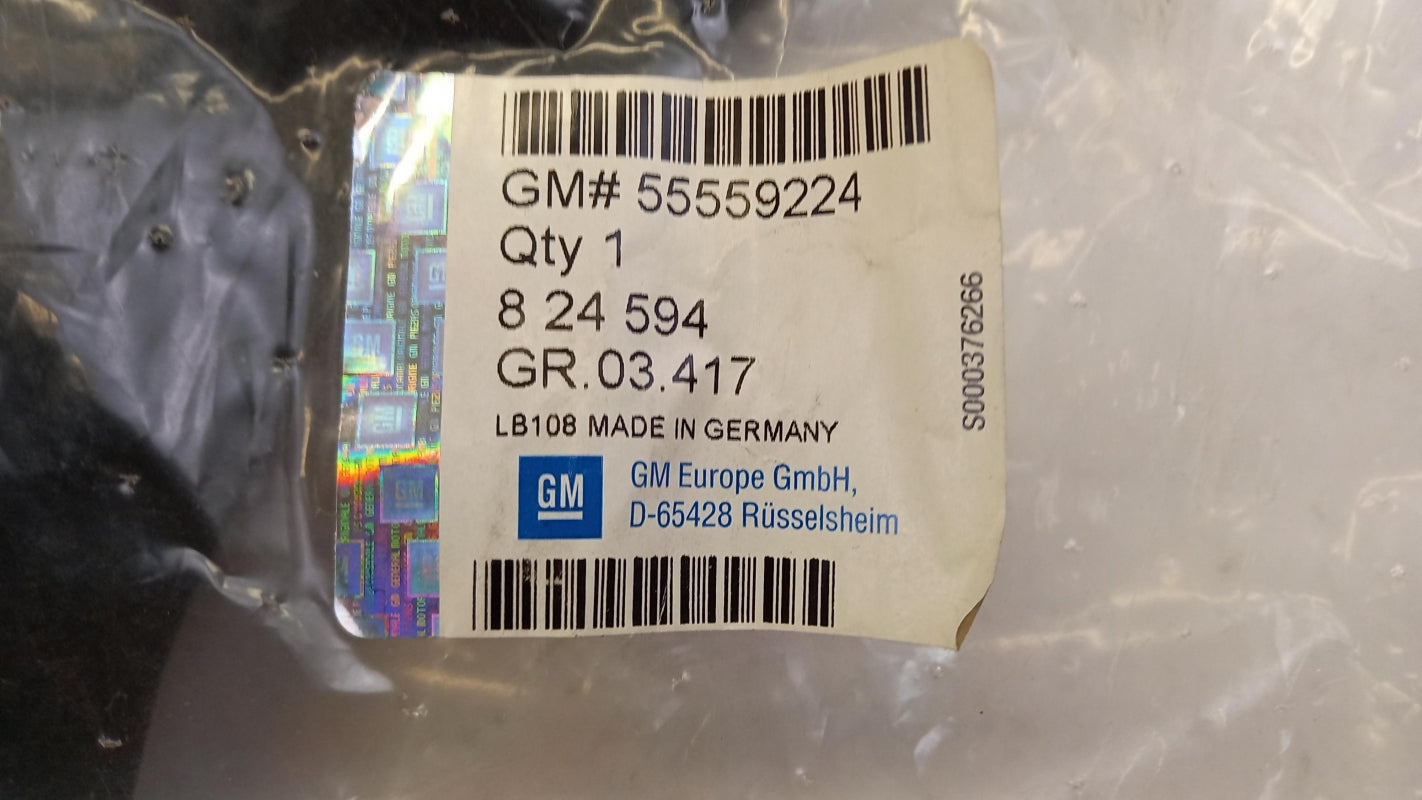 GM# 55559224
Qty 1
8 24 594
GR.03.417
LB108 MADE IN GERMANY
GM
GM Europe GmbH,
D-65428 Rüsselsheim
S000376266